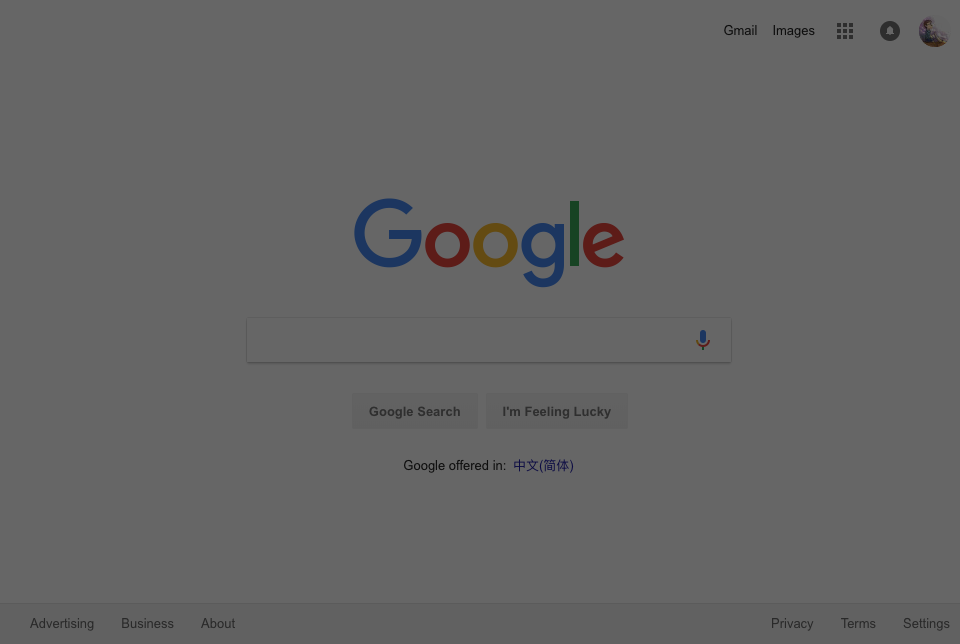 Gmail Images
Google
Google Search I'm Feeling Lucky
Google offered in: 中文(简体)
Advertising Business About Privacy Terms Settings